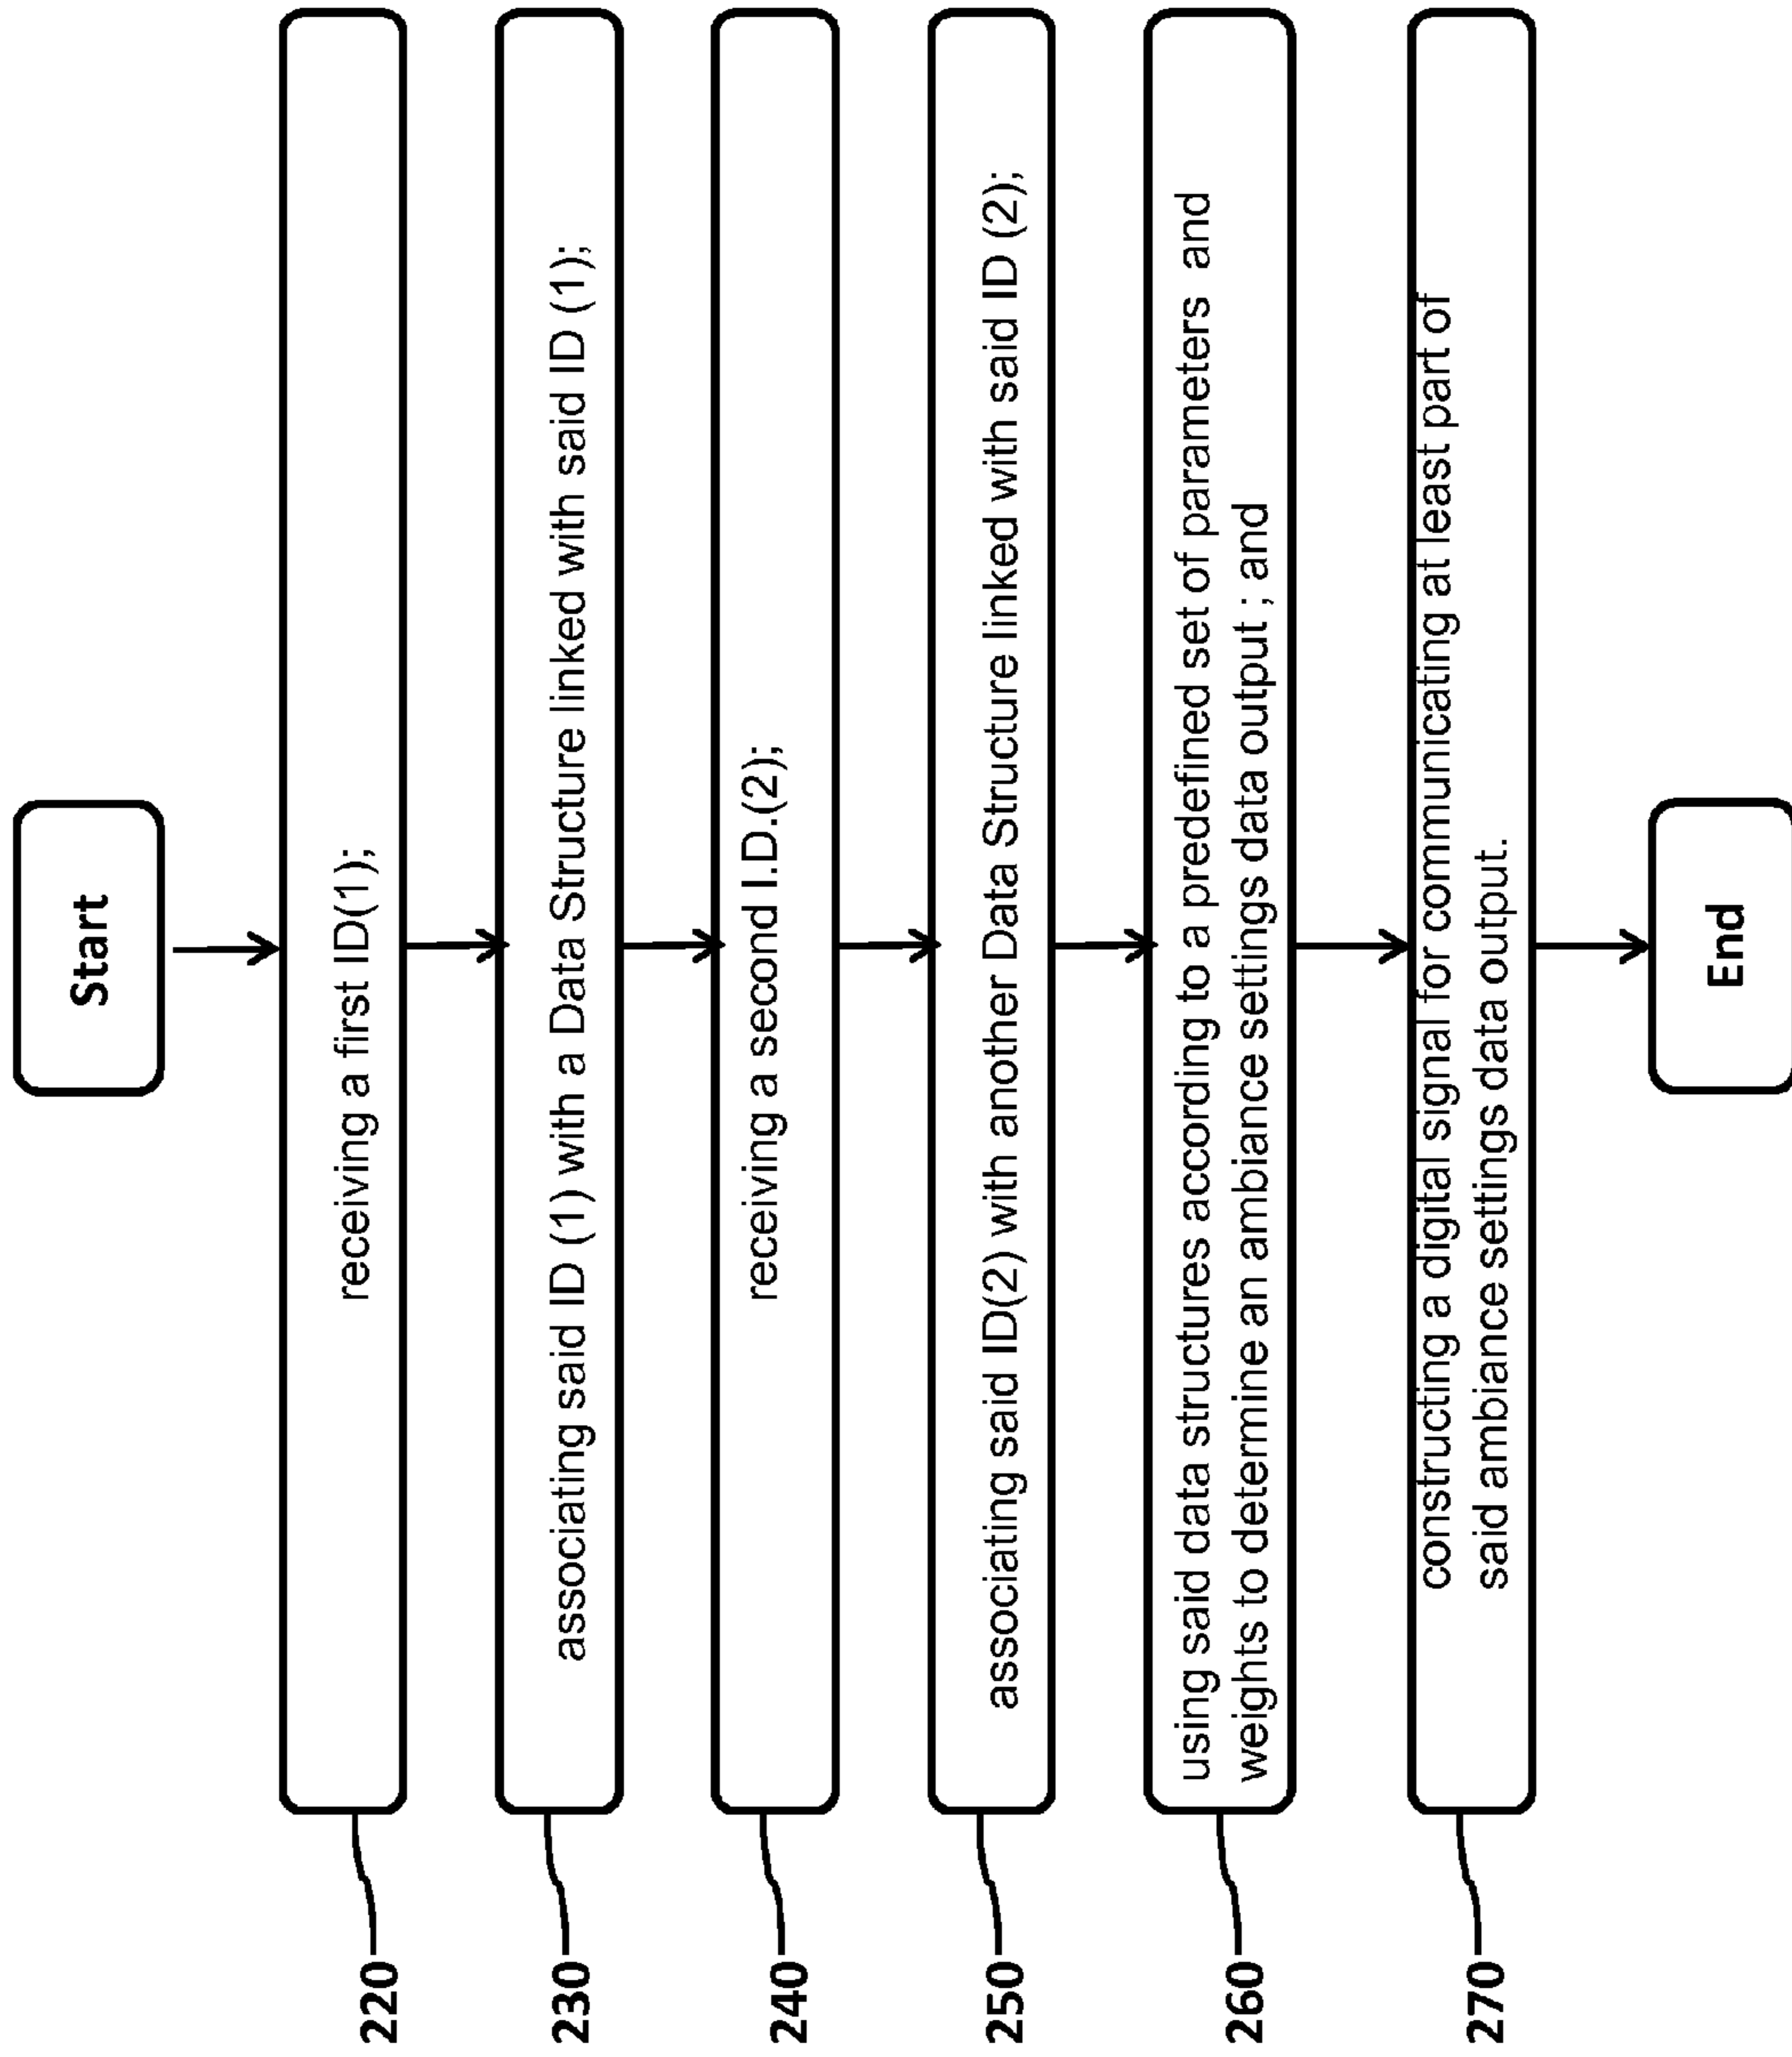 Start
220
receiving a first ID(1);
230
associating said ID (1) with a Data Structure linked with said ID (1);
240
receiving a second I.D.(2);
250
associating said ID(2) with another Data Structure linked with said ID (2);
260
using said data structures according to a predefined set of parameters and
weights to determine an ambiance settings data output ; and
270
constructing a digital signal for communicating at least part of
said ambiance settings data output.
End